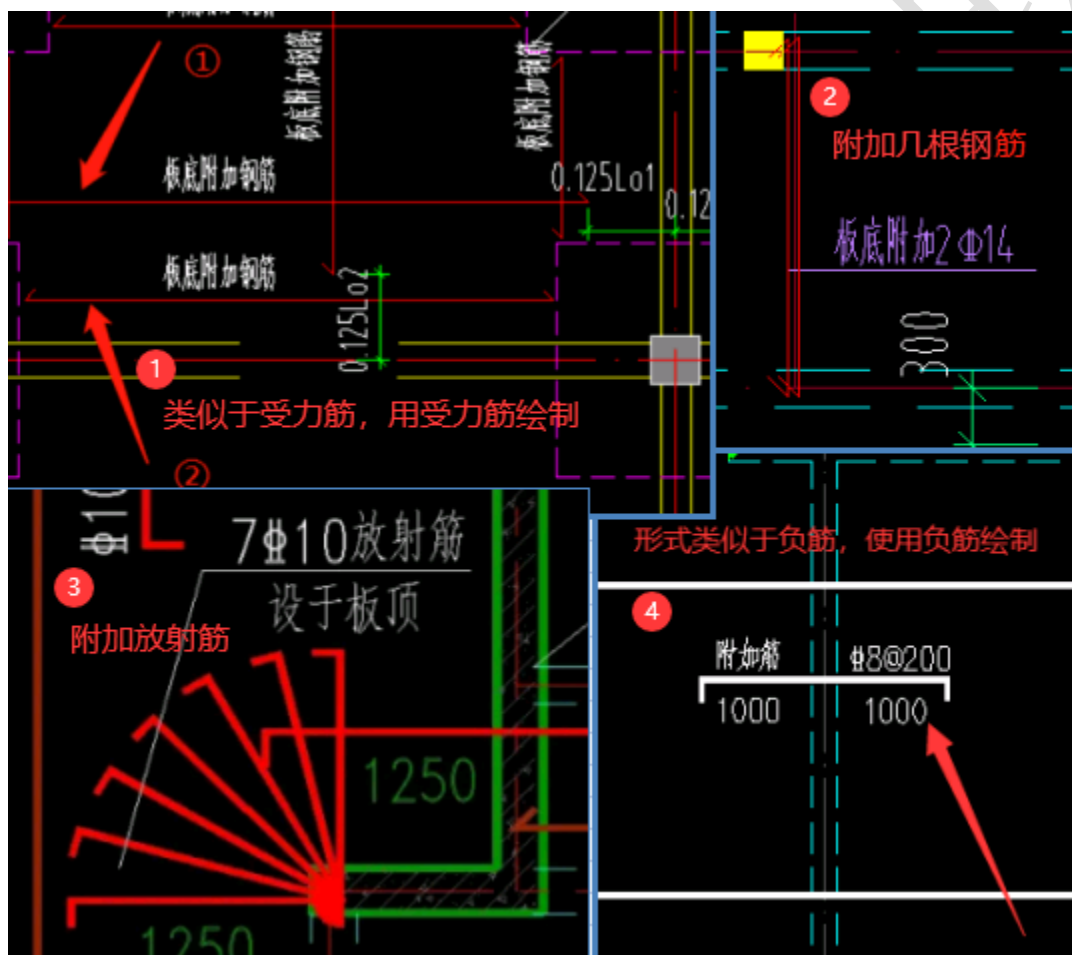 ①
板底附加钢筋
板底附加钢筋
板底附加钢筋
0.125Lo1
0.12
板底附加钢筋
0.125Lo2
1
类似于受力筋，用受力筋绘制
②
2
附加几根钢筋
板底附加2Φ14
300
Φ10
7Φ10放射筋
设于板顶
3
附加放射筋
1250
1250
形式类似于负筋，使用负筋绘制
4
附加筋 Φ8@200
1000 1000